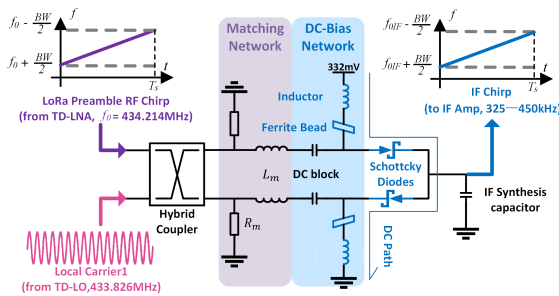 f₀ - BW/2
f
f₀ + BW/2
t
Tₛ
LoRa Preamble RF Chirp
(from TD-LNA, f₀ = 434.214MHz)
Hybrid
Coupler
Local Carrier1
(from TD-LO,433.826MHz)
Matching
Network
Lₘ
Rₘ
DC-Bias
Network
332mV
Inductor
Ferrite Bead
DC block
Schottcky
Diodes
DC Path
f₀IF - BW/2
f
f₀IF + BW/2
t
Tₛ
IF Chirp
(to IF Amp, 325—450kHz)
IF Synthesis
capacitor